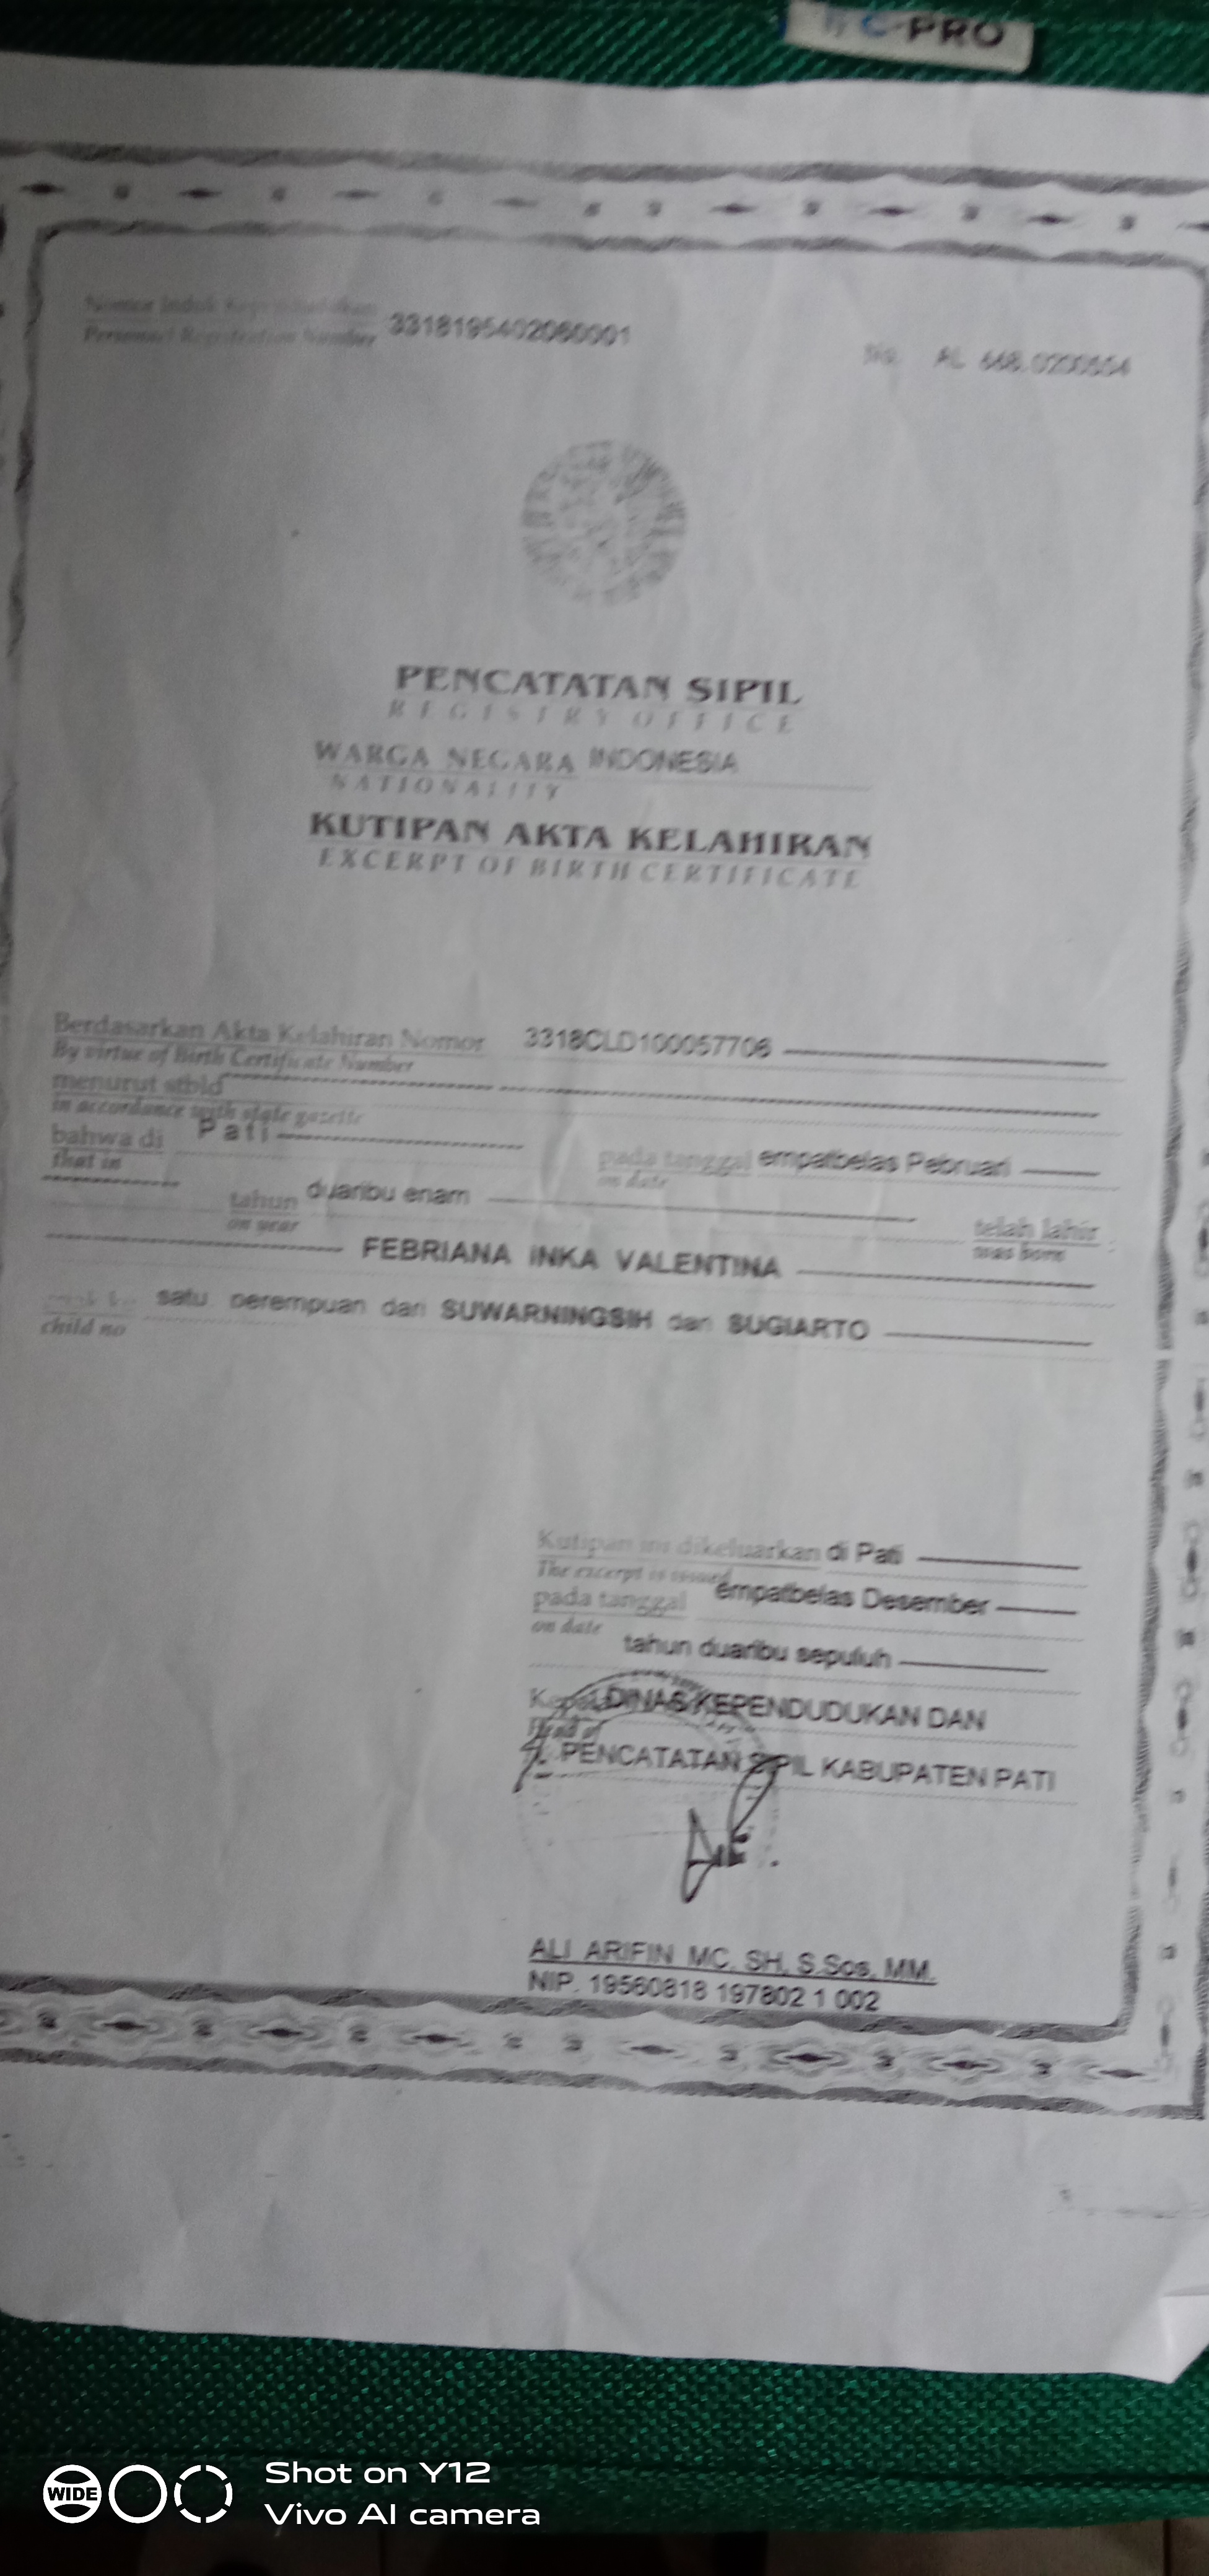 C-PRO
Nomor Induk Kependudukan
Personal Registration Number 3318195402060001
No. AL 668.0200554
PENCATATAN SIPIL
REGISTRY OFFICE
WARGA NEGARA INDONESIA
NATIONALITY
KUTIPAN AKTA KELAHIRAN
EXCERPT OF BIRTH CERTIFICATE
Berdasarkan Akta Kelahiran Nomor 3318CLD100057706
By virtue of Birth Certificate Number
menurut stbld
in accordance with state gazette
bahwa di Pati pada tanggal empatbelas Pebruari
that in on date
tahun duaribu enam telah lahir
on year was born
FEBRIANA INKA VALENTINA
satu perempuan dari SUWARNINGSIH dan SUGIARTO
child no
Kutipan ini dikeluarkan di Pati
The excerpt is issued
pada tanggal empatbelas Desember
on date
tahun duaribu sepuluh
Kepala DINAS KEPENDUDUKAN DAN
Head of
PENCATATAN SIPIL KABUPATEN PATI
ALI ARIFIN MC, SH, S.Sos, MM.
NIP. 19560818 197802 1 002
WIDE
Shot on Y12
Vivo AI camera